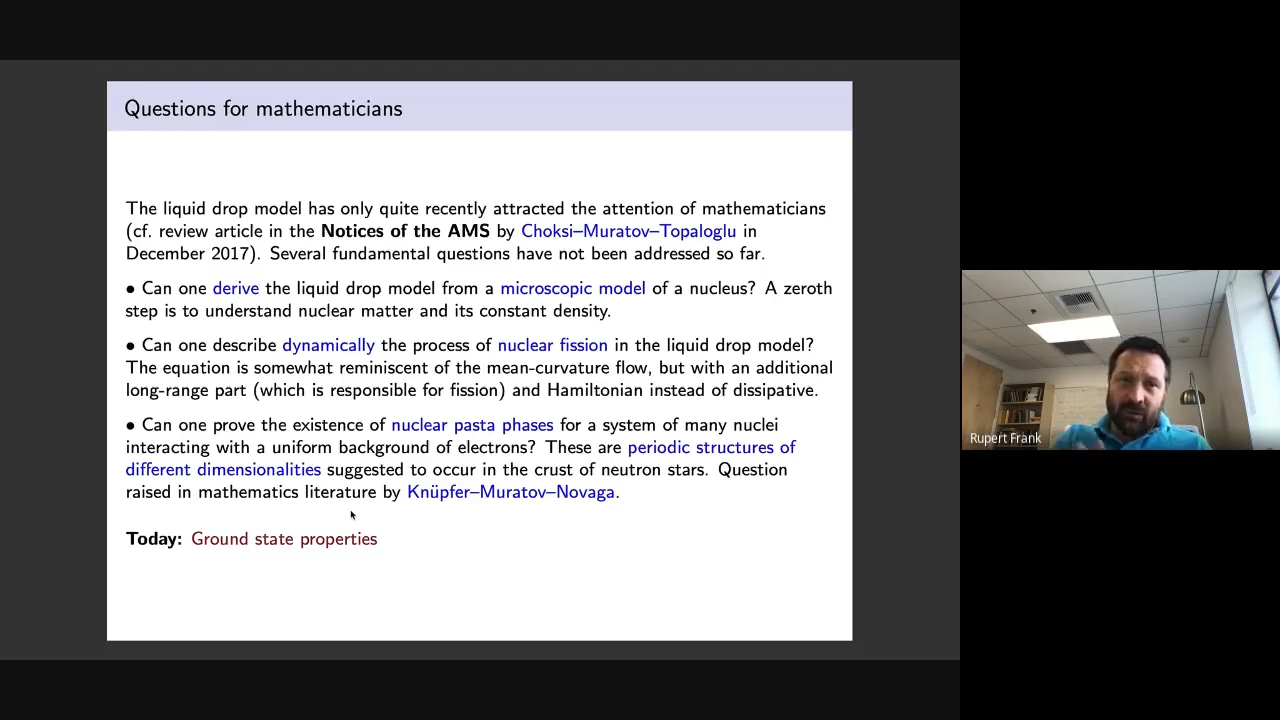 Questions for mathematicians
The liquid drop model has only quite recently attracted the attention of mathematicians
(cf. review article in the Notices of the AMS by Choksi–Muratov–Topaloglu in
December 2017). Several fundamental questions have not been addressed so far.
• Can one derive the liquid drop model from a microscopic model of a nucleus? A zeroth
step is to understand nuclear matter and its constant density.
• Can one describe dynamically the process of nuclear fission in the liquid drop model?
The equation is somewhat reminiscent of the mean-curvature flow, but with an additional
long-range part (which is responsible for fission) and Hamiltonian instead of dissipative.
• Can one prove the existence of nuclear pasta phases for a system of many nuclei
interacting with a uniform background of electrons? These are periodic structures of
different dimensionalities suggested to occur in the crust of neutron stars. Question
raised in mathematics literature by Knüpfer–Muratov–Novaga.
Today: Ground state properties
Rupert Frank